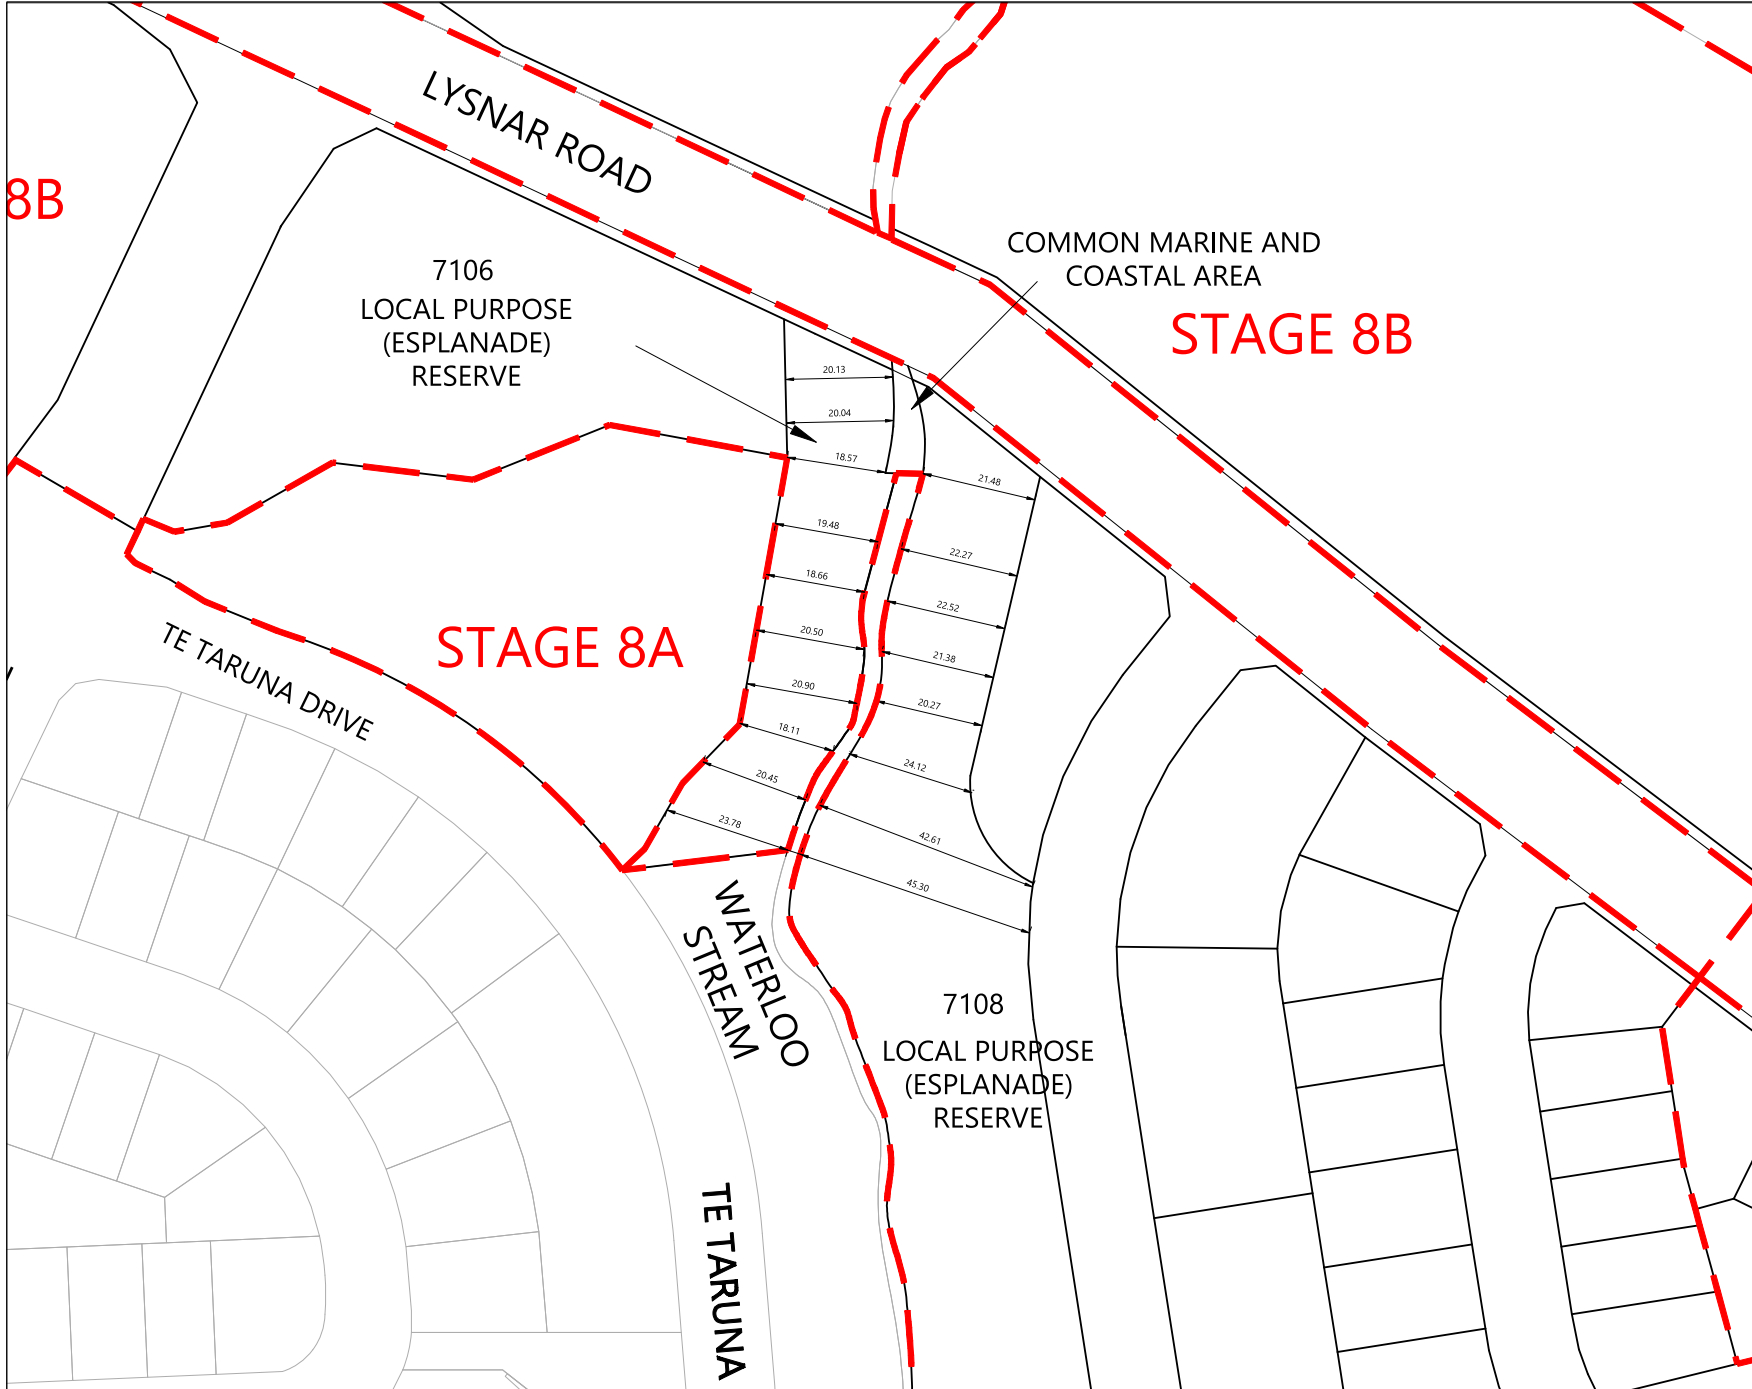 LYSNAR ROAD
8B
COMMON MARINE AND
COASTAL AREA
7106
LOCAL PURPOSE
(ESPLANADE)
RESERVE
STAGE 8B
20.13
20.04
18.57
21.48
19.48
22.27
18.66
22.52
20.50
21.38
20.90
20.27
18.11
24.12
20.45
23.78
42.61
45.30
STAGE 8A
TE TARUNA DRIVE
WATERLOO
STREAM
7108
LOCAL PURPOSE
(ESPLANADE)
RESERVE
TE TARUNA